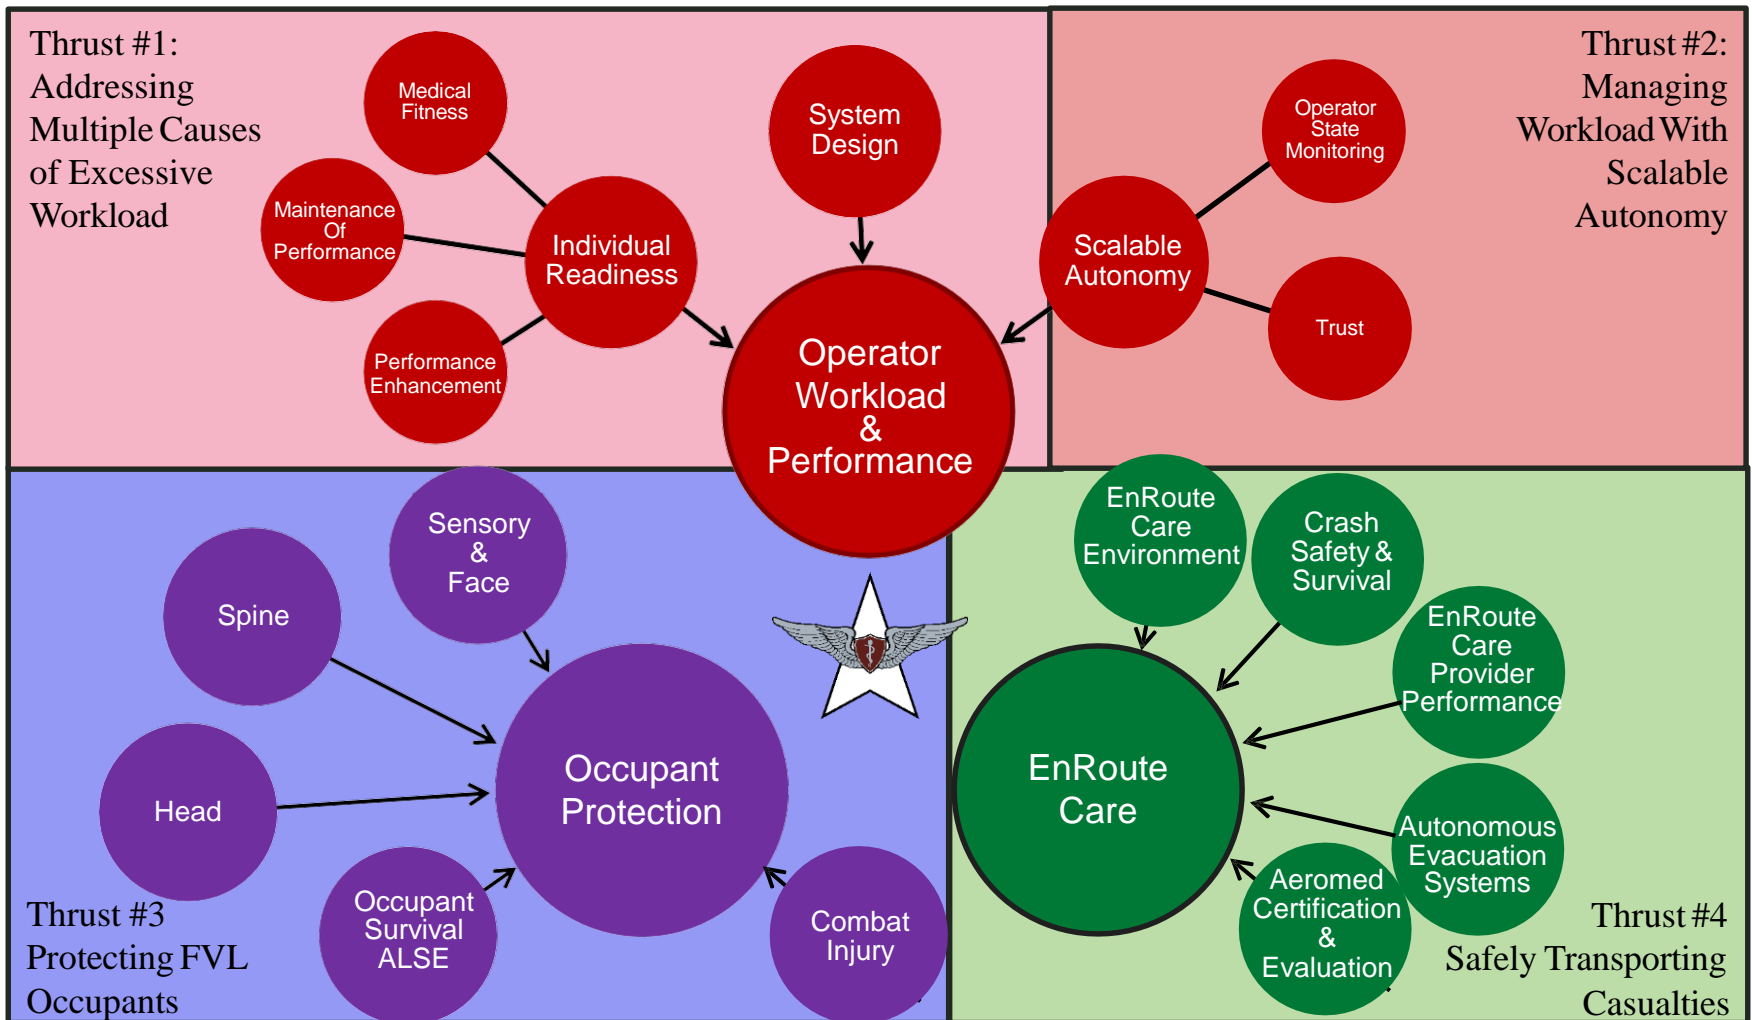 Thrust #1:
Addressing
Multiple Causes
of Excessive
Workload
Medical
Fitness
Maintenance
Of
Performance
Performance
Enhancement
Individual
Readiness
System
Design
Operator
Workload
&
Performance
Thrust #2:
Managing
Workload With
Scalable
Autonomy
Operator
State
Monitoring
Scalable
Autonomy
Trust
Sensory
&
Face
Spine
Head
Occupant
Protection
Occupant
Survival
ALSE
Combat
Injury
Thrust #3
Protecting FVL
Occupants
EnRoute
Care
Environment
Crash
Safety &
Survival
EnRoute
Care
Provider
Performance
EnRoute
Care
Autonomous
Evacuation
Systems
Aeromed
Certification
&
Evaluation
Thrust #4
Safely Transporting
Casualties